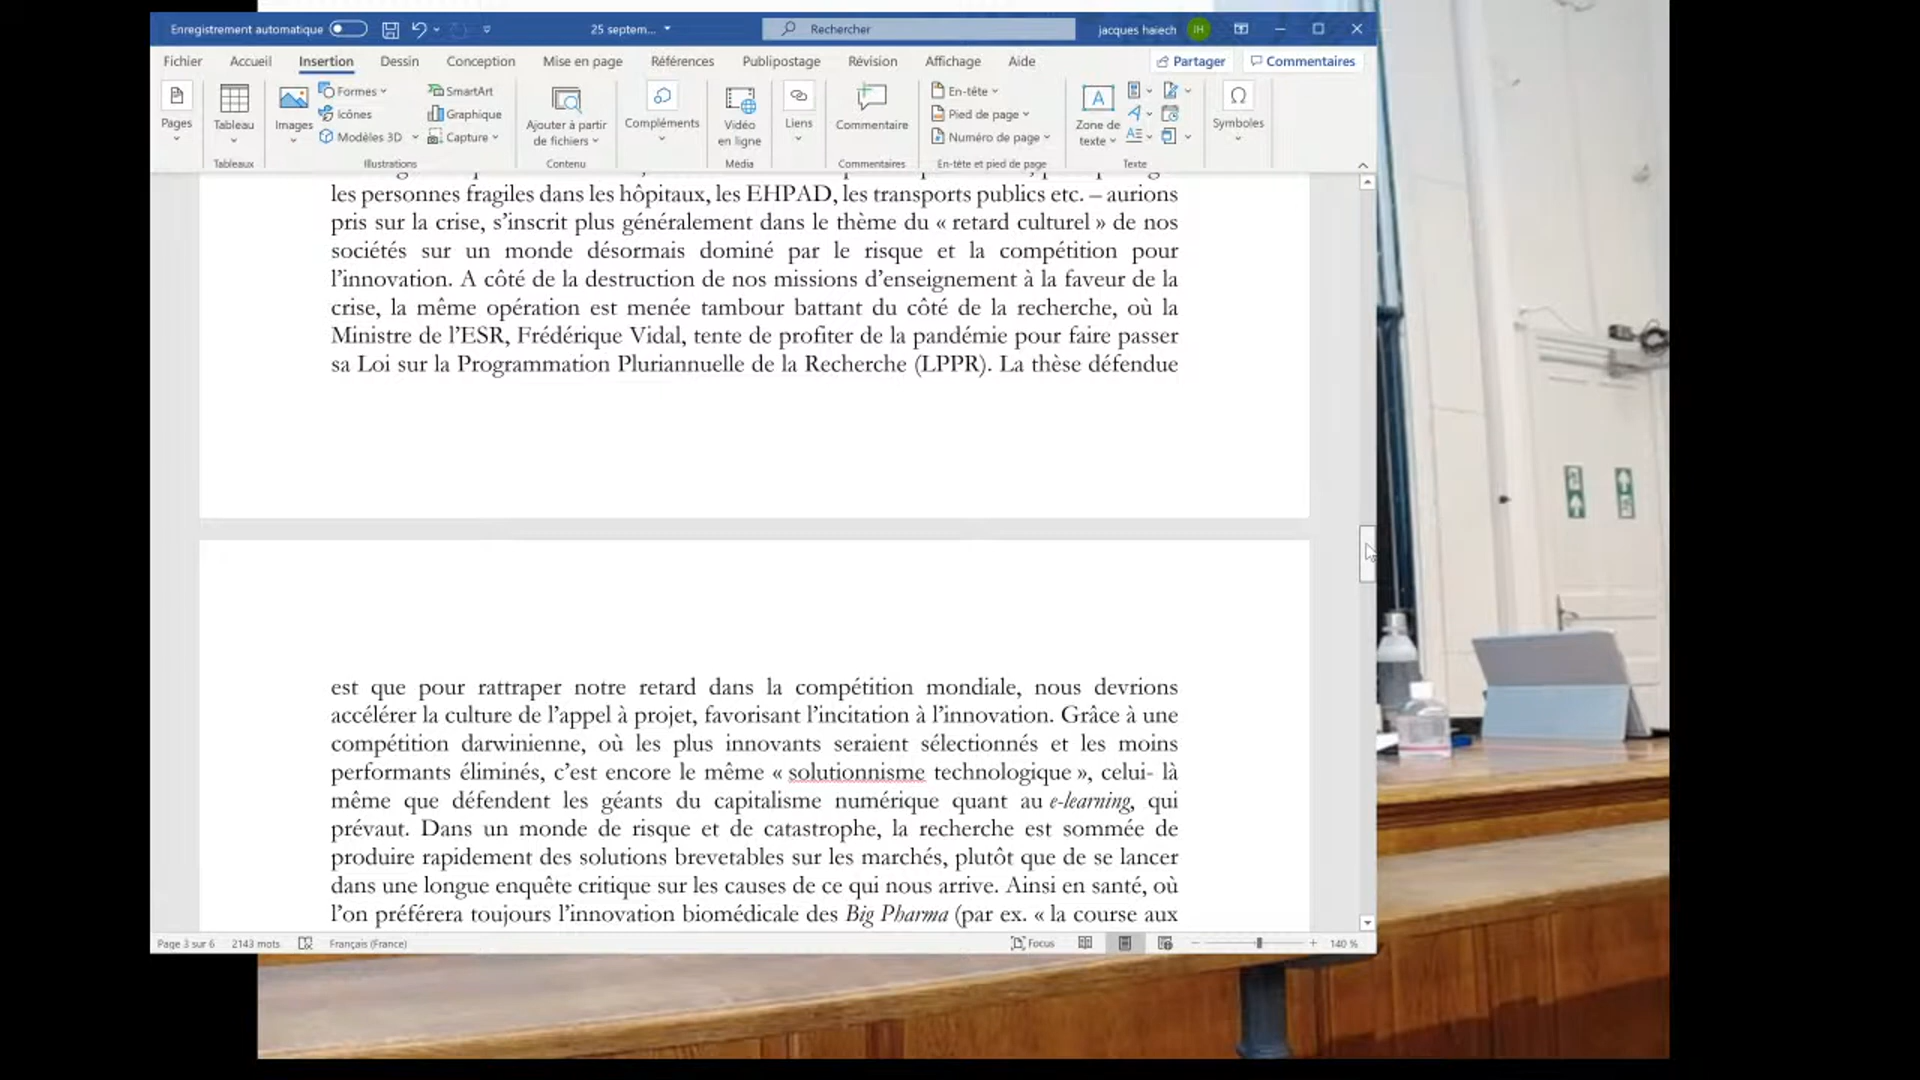 Enregistrement automatique
25 septem...
Rechercher
jacques haiech
JH
Fichier
Accueil
Insertion
Dessin
Conception
Mise en page
Références
Publipostage
Révision
Affichage
Aide
Partager
Commentaires
Pages
Tableau
Tableaux
Images
Formes
Icônes
Modèles 3D
SmartArt
Graphique
Capture
Illustrations
Ajouter à partir
de fichiers
Contenu
Compléments
Vidéo
en ligne
Média
Liens
Commentaire
Commentaires
En-tête
Pied de page
Numéro de page
En-tête et pied de page
Zone de
texte
Texte
Symboles
les personnes fragiles dans les hôpitaux, les EHPAD, les transports publics etc. – aurions
pris sur la crise, s’inscrit plus généralement dans le thème du « retard culturel » de nos
sociétés sur un monde désormais dominé par le risque et la compétition pour
l’innovation. A côté de la destruction de nos missions d’enseignement à la faveur de la
crise, la même opération est menée tambour battant du côté de la recherche, où la
Ministre de l’ESR, Frédérique Vidal, tente de profiter de la pandémie pour faire passer
sa Loi sur la Programmation Pluriannuelle de la Recherche (LPPR). La thèse défendue
est que pour rattraper notre retard dans la compétition mondiale, nous devrions
accélérer la culture de l’appel à projet, favorisant l’incitation à l’innovation. Grâce à une
compétition darwinienne, où les plus innovants seraient sélectionnés et les moins
performants éliminés, c’est encore le même « solutionnisme technologique », celui- là
même que défendent les géants du capitalisme numérique quant au e-learning, qui
prévaut. Dans un monde de risque et de catastrophe, la recherche est sommée de
produire rapidement des solutions brevetables sur les marchés, plutôt que de se lancer
dans une longue enquête critique sur les causes de ce qui nous arrive. Ainsi en santé, où
l’on préférera toujours l’innovation biomédicale des Big Pharma (par ex. « la course aux
Page 3 sur 6
2143 mots
Français (France)
Focus
140 %